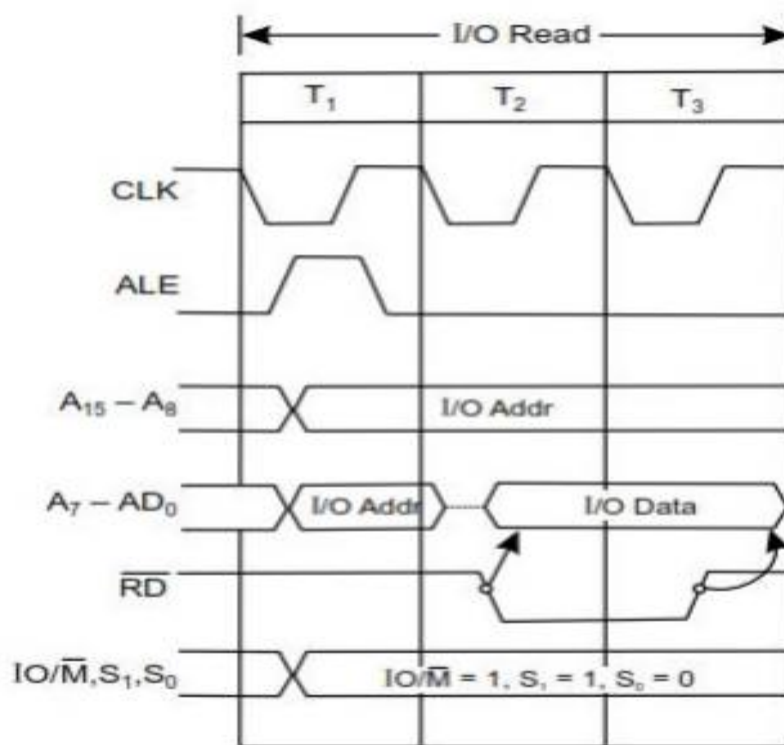 I/O Read
T₁ T₂ T₃
CLK
ALE
A₁₅ – A₈ I/O Addr
A₇ – AD₀ I/O Addr I/O Data
R̅D̅
IO/M̅,S₁,S₀ IO/M̅ = 1, S₁ = 1, S₀ = 0